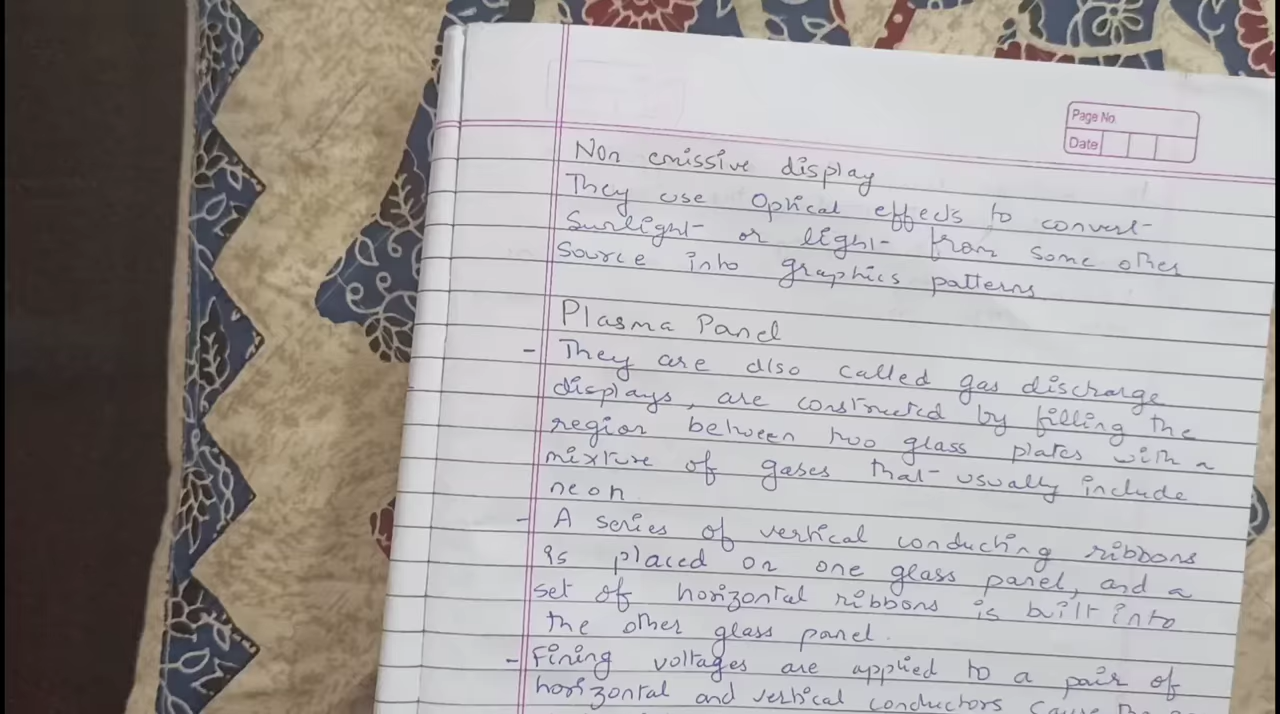 Page No.
Date
Non emissive display
They use Optical effects to convert
Sunlight or light from some other
Source into graphics patterns
Plasma Panel
- They are also called gas discharge
displays, are constructed by filling the
region between two glass plates with a
mixture of gases that usually include
neon
- A series of vertical conducting ribbons
is placed on one glass panel, and a
set of horizontal ribbons is built into
the other glass panel.
- Firing voltages are applied to a pair of
horizontal and vertical conductors cause the